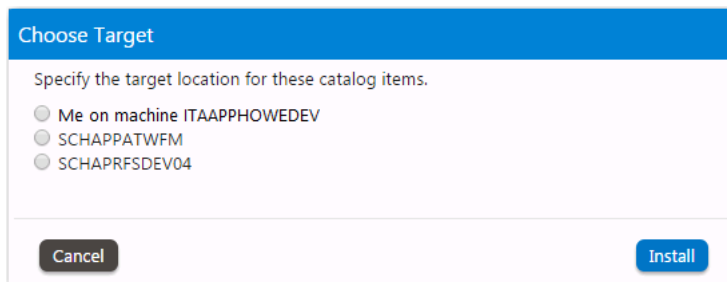 Choose Target
Specify the target location for these catalog items.
Me on machine ITAAPPHOWEDEV
SCHAPPATWFM
SCHAPRFSDEV04
Cancel
Install